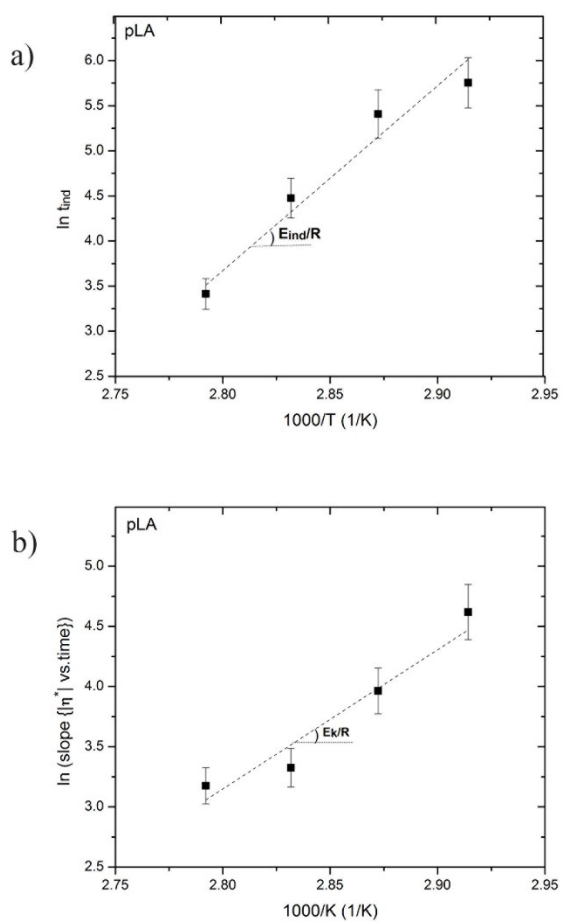 a)
pLA
6.0
5.5
5.0
4.5
4.0
3.5
3.0
2.5
ln tind
Eind/R
2.75 2.80 2.85 2.90 2.95
1000/T (1/K)
b)
pLA
5.0
4.5
4.0
3.5
3.0
2.5
ln (slope {|η*| vs.time})
Ek/R
2.75 2.80 2.85 2.90 2.95
1000/K (1/K)